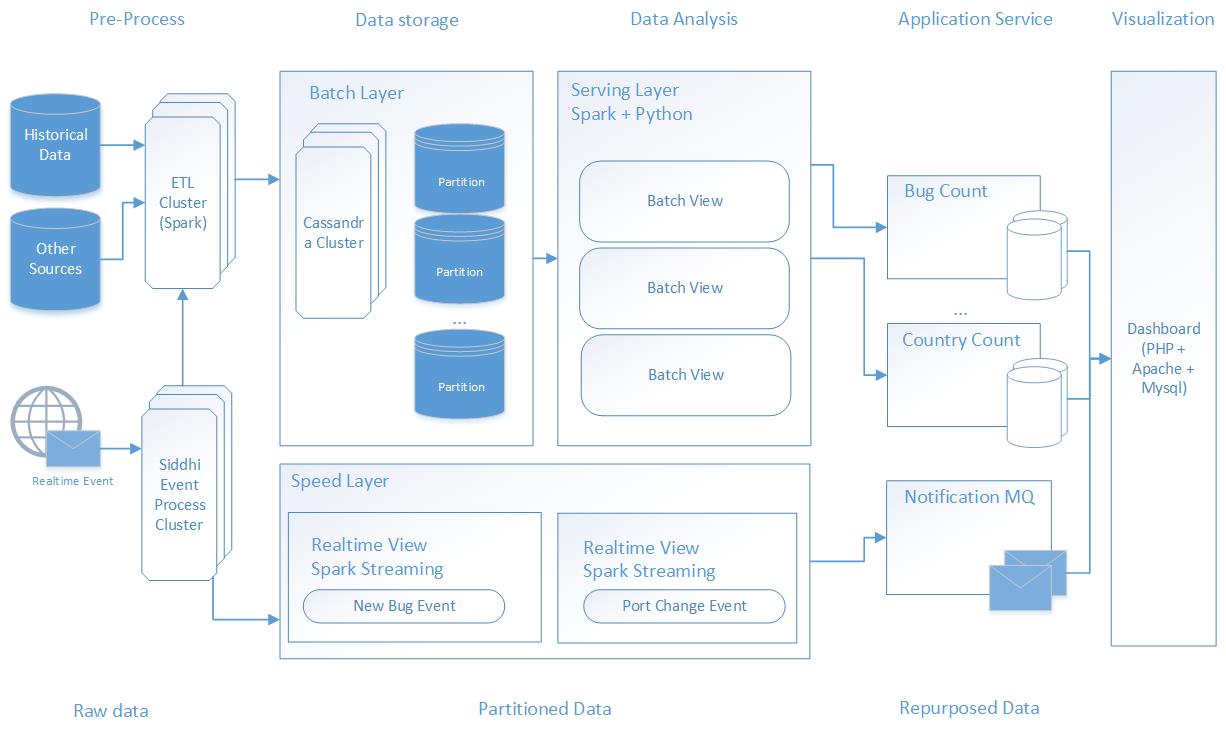 Pre-Process
Data storage
Data Analysis
Application Service
Visualization
Historical
Data
Other
Sources
ETL
Cluster
(Spark)
Realtime Event
Siddhi
Event
Process
Cluster
Batch Layer
Cassandr
a Cluster
Partition
Partition
...
Partition
Serving Layer
Spark + Python
Batch View
Batch View
Batch View
Speed Layer
Realtime View
Spark Streaming
New Bug Event
Realtime View
Spark Streaming
Port Change Event
Bug Count
...
Country Count
Notification MQ
Dashboard
(PHP +
Apache +
Mysql)
Raw data
Partitioned Data
Repurposed Data